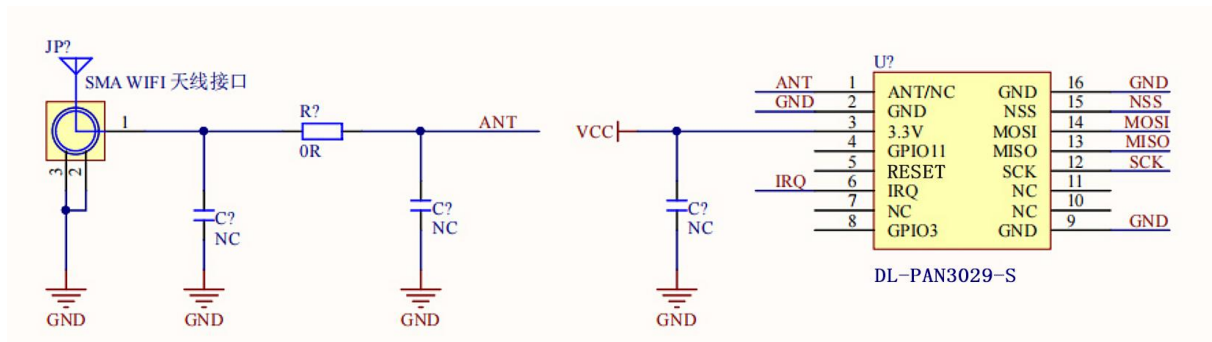 JP?
SMA WIFI 天线接口
1
3
2
R?
0R
ANT
C?
NC
C?
NC
GND
GND
GND
VCC
C?
NC
GND
U?
ANT 1 ANT/NC GND 16 GND
GND 2 GND NSS 15 NSS
3 3.3V MOSI 14 MOSI
4 GPIO11 MISO 13 MISO
5 RESET SCK 12 SCK
IRQ 6 IRQ NC 11
7 NC NC 10
8 GPIO3 GND 9 GND
DL-PAN3029-S